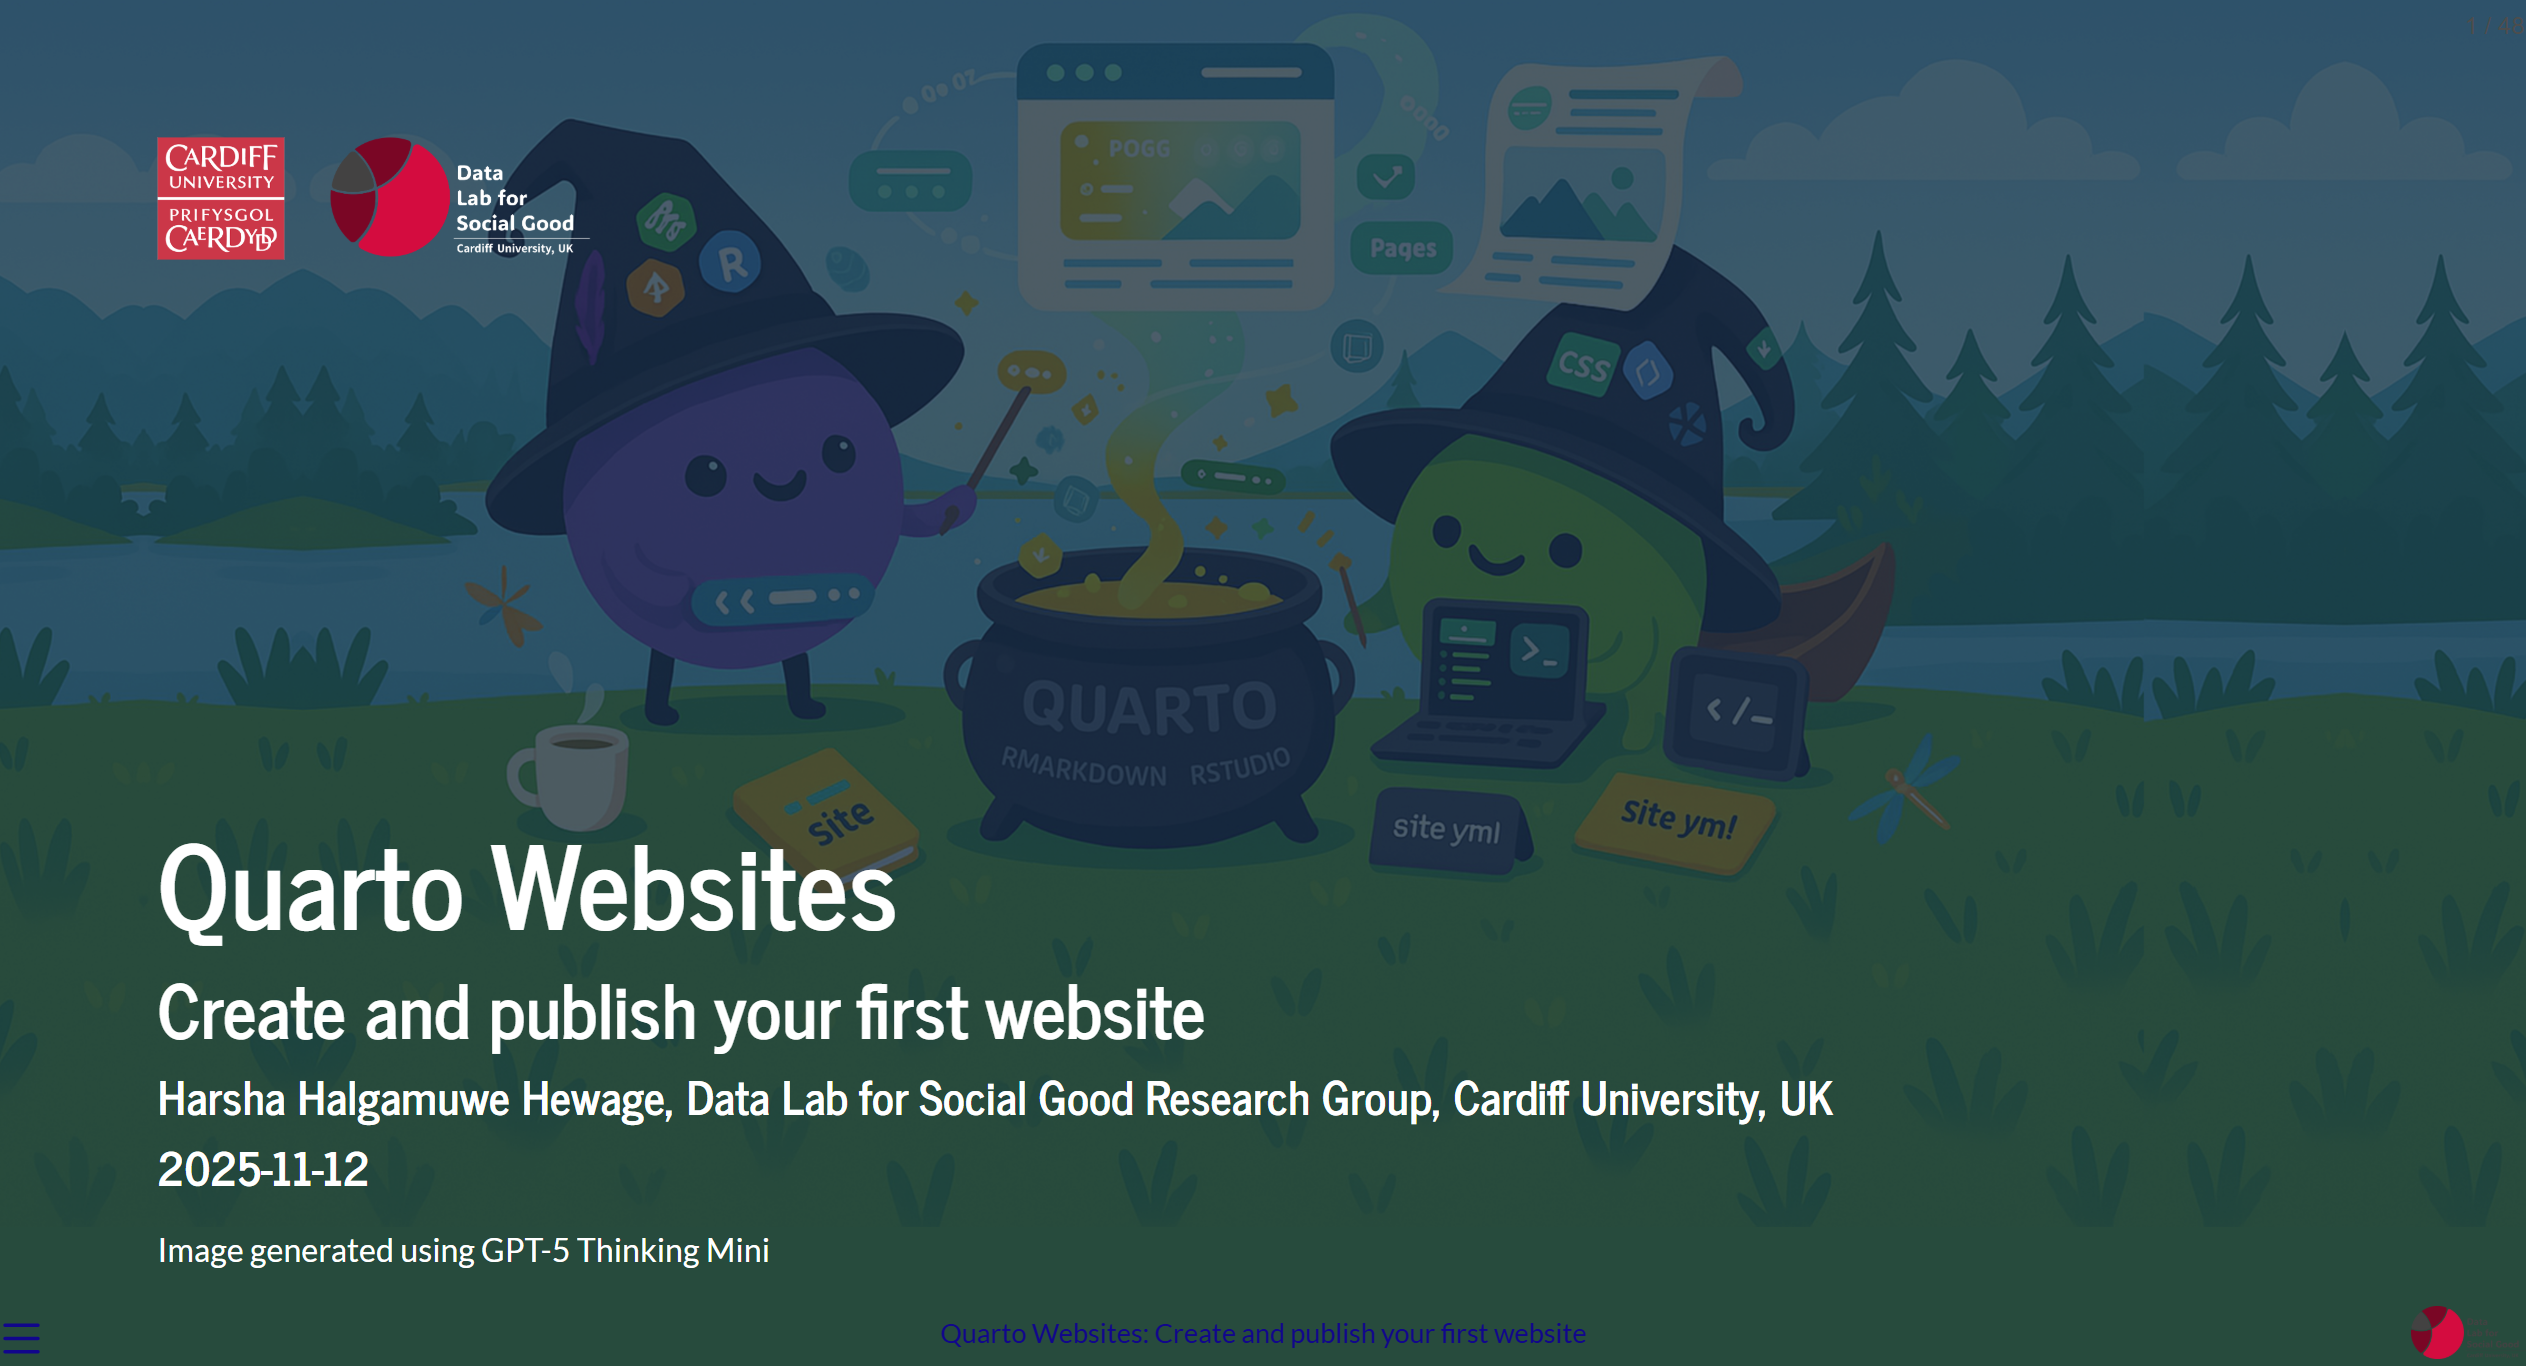 CARDIFF
UNIVERSITY
PRIFYSGOL
CAERDYDD
Data
Lab for
Social Good
Cardiff University, UK
R
POGG
Pages
CSS
QUARTO
RMARKDOWN RSTUDIO
site
site yml
site ym!
Quarto Websites
Create and publish your first website
Harsha Halgamuwe Hewage, Data Lab for Social Good Research Group, Cardiff University, UK
2025-11-12
Image generated using GPT-5 Thinking Mini
Quarto Websites: Create and publish your first website